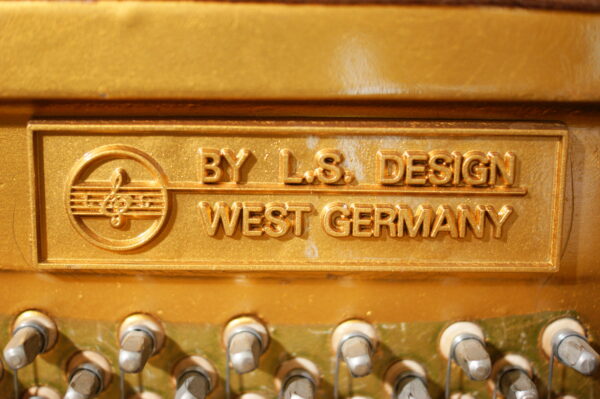 BY L.S. DESIGN
WEST GERMANY